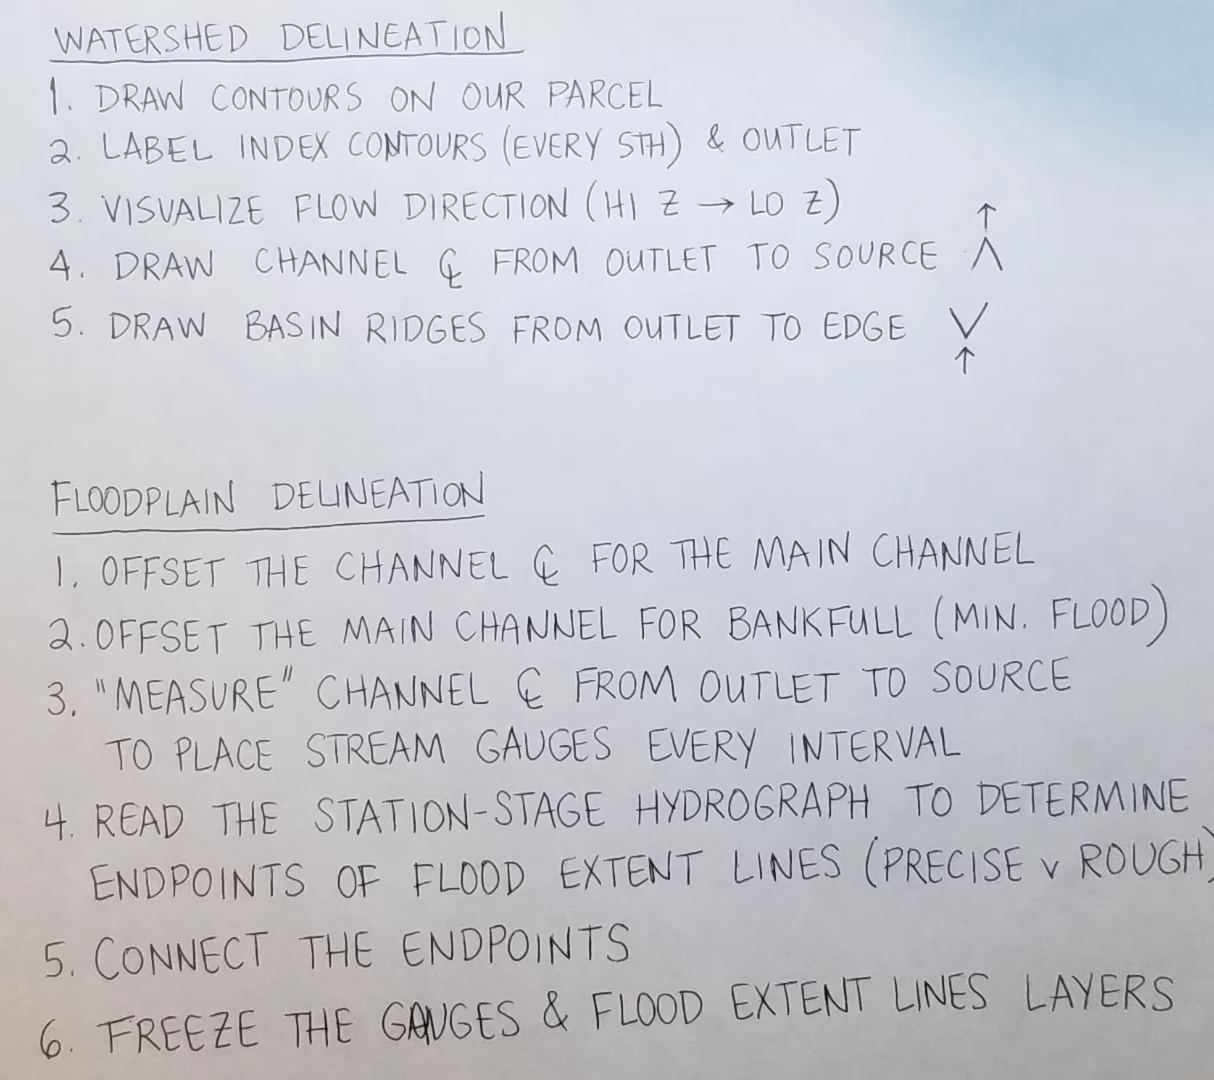 WATERSHED DELINEATION
1. DRAW CONTOURS ON OUR PARCEL
2. LABEL INDEX CONTOURS (EVERY 5TH) & OUTLET
3. VISUALIZE FLOW DIRECTION (HI Z → LO Z)
4. DRAW CHANNEL ℄ FROM OUTLET TO SOURCE ↑ Λ
5. DRAW BASIN RIDGES FROM OUTLET TO EDGE V ↑
FLOODPLAIN DELINEATION
1. OFFSET THE CHANNEL ℄ FOR THE MAIN CHANNEL
2. OFFSET THE MAIN CHANNEL FOR BANKFULL (MIN. FLOOD)
3. "MEASURE" CHANNEL ℄ FROM OUTLET TO SOURCE
TO PLACE STREAM GAUGES EVERY INTERVAL
4. READ THE STATION-STAGE HYDROGRAPH TO DETERMINE
ENDPOINTS OF FLOOD EXTENT LINES (PRECISE v ROUGH)
5. CONNECT THE ENDPOINTS
6. FREEZE THE GAUGES & FLOOD EXTENT LINES LAYERS